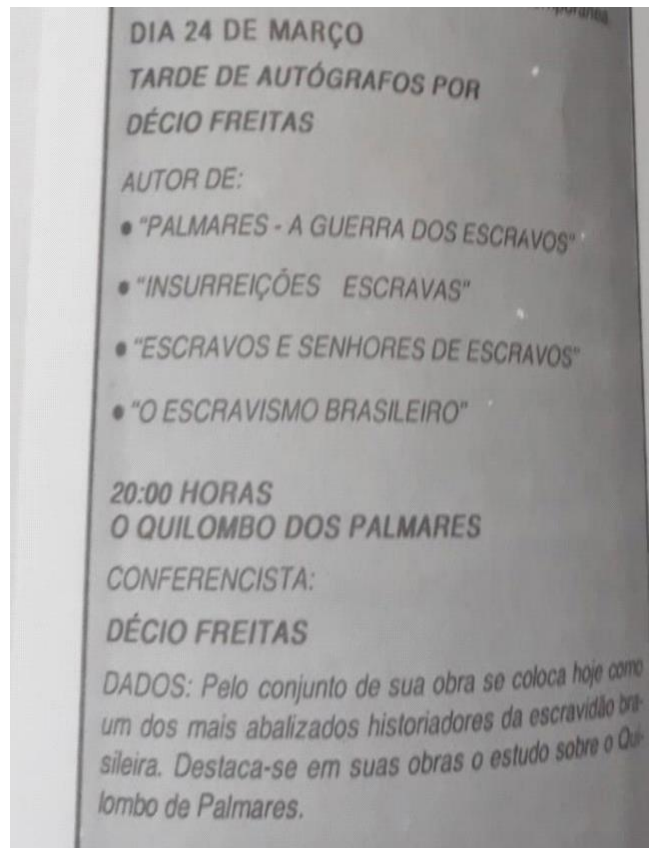 DIA 24 DE MARÇO
TARDE DE AUTÓGRAFOS POR
DÉCIO FREITAS
AUTOR DE:
• "PALMARES - A GUERRA DOS ESCRAVOS"
• "INSURREIÇÕES ESCRAVAS"
• "ESCRAVOS E SENHORES DE ESCRAVOS"
• "O ESCRAVISMO BRASILEIRO"
20:00 HORAS
O QUILOMBO DOS PALMARES
CONFERENCISTA:
DÉCIO FREITAS
DADOS: Pelo conjunto de sua obra se coloca hoje como
um dos mais abalizados historiadores da escravidão bra-
sileira. Destaca-se em suas obras o estudo sobre o Qui-
lombo de Palmares.